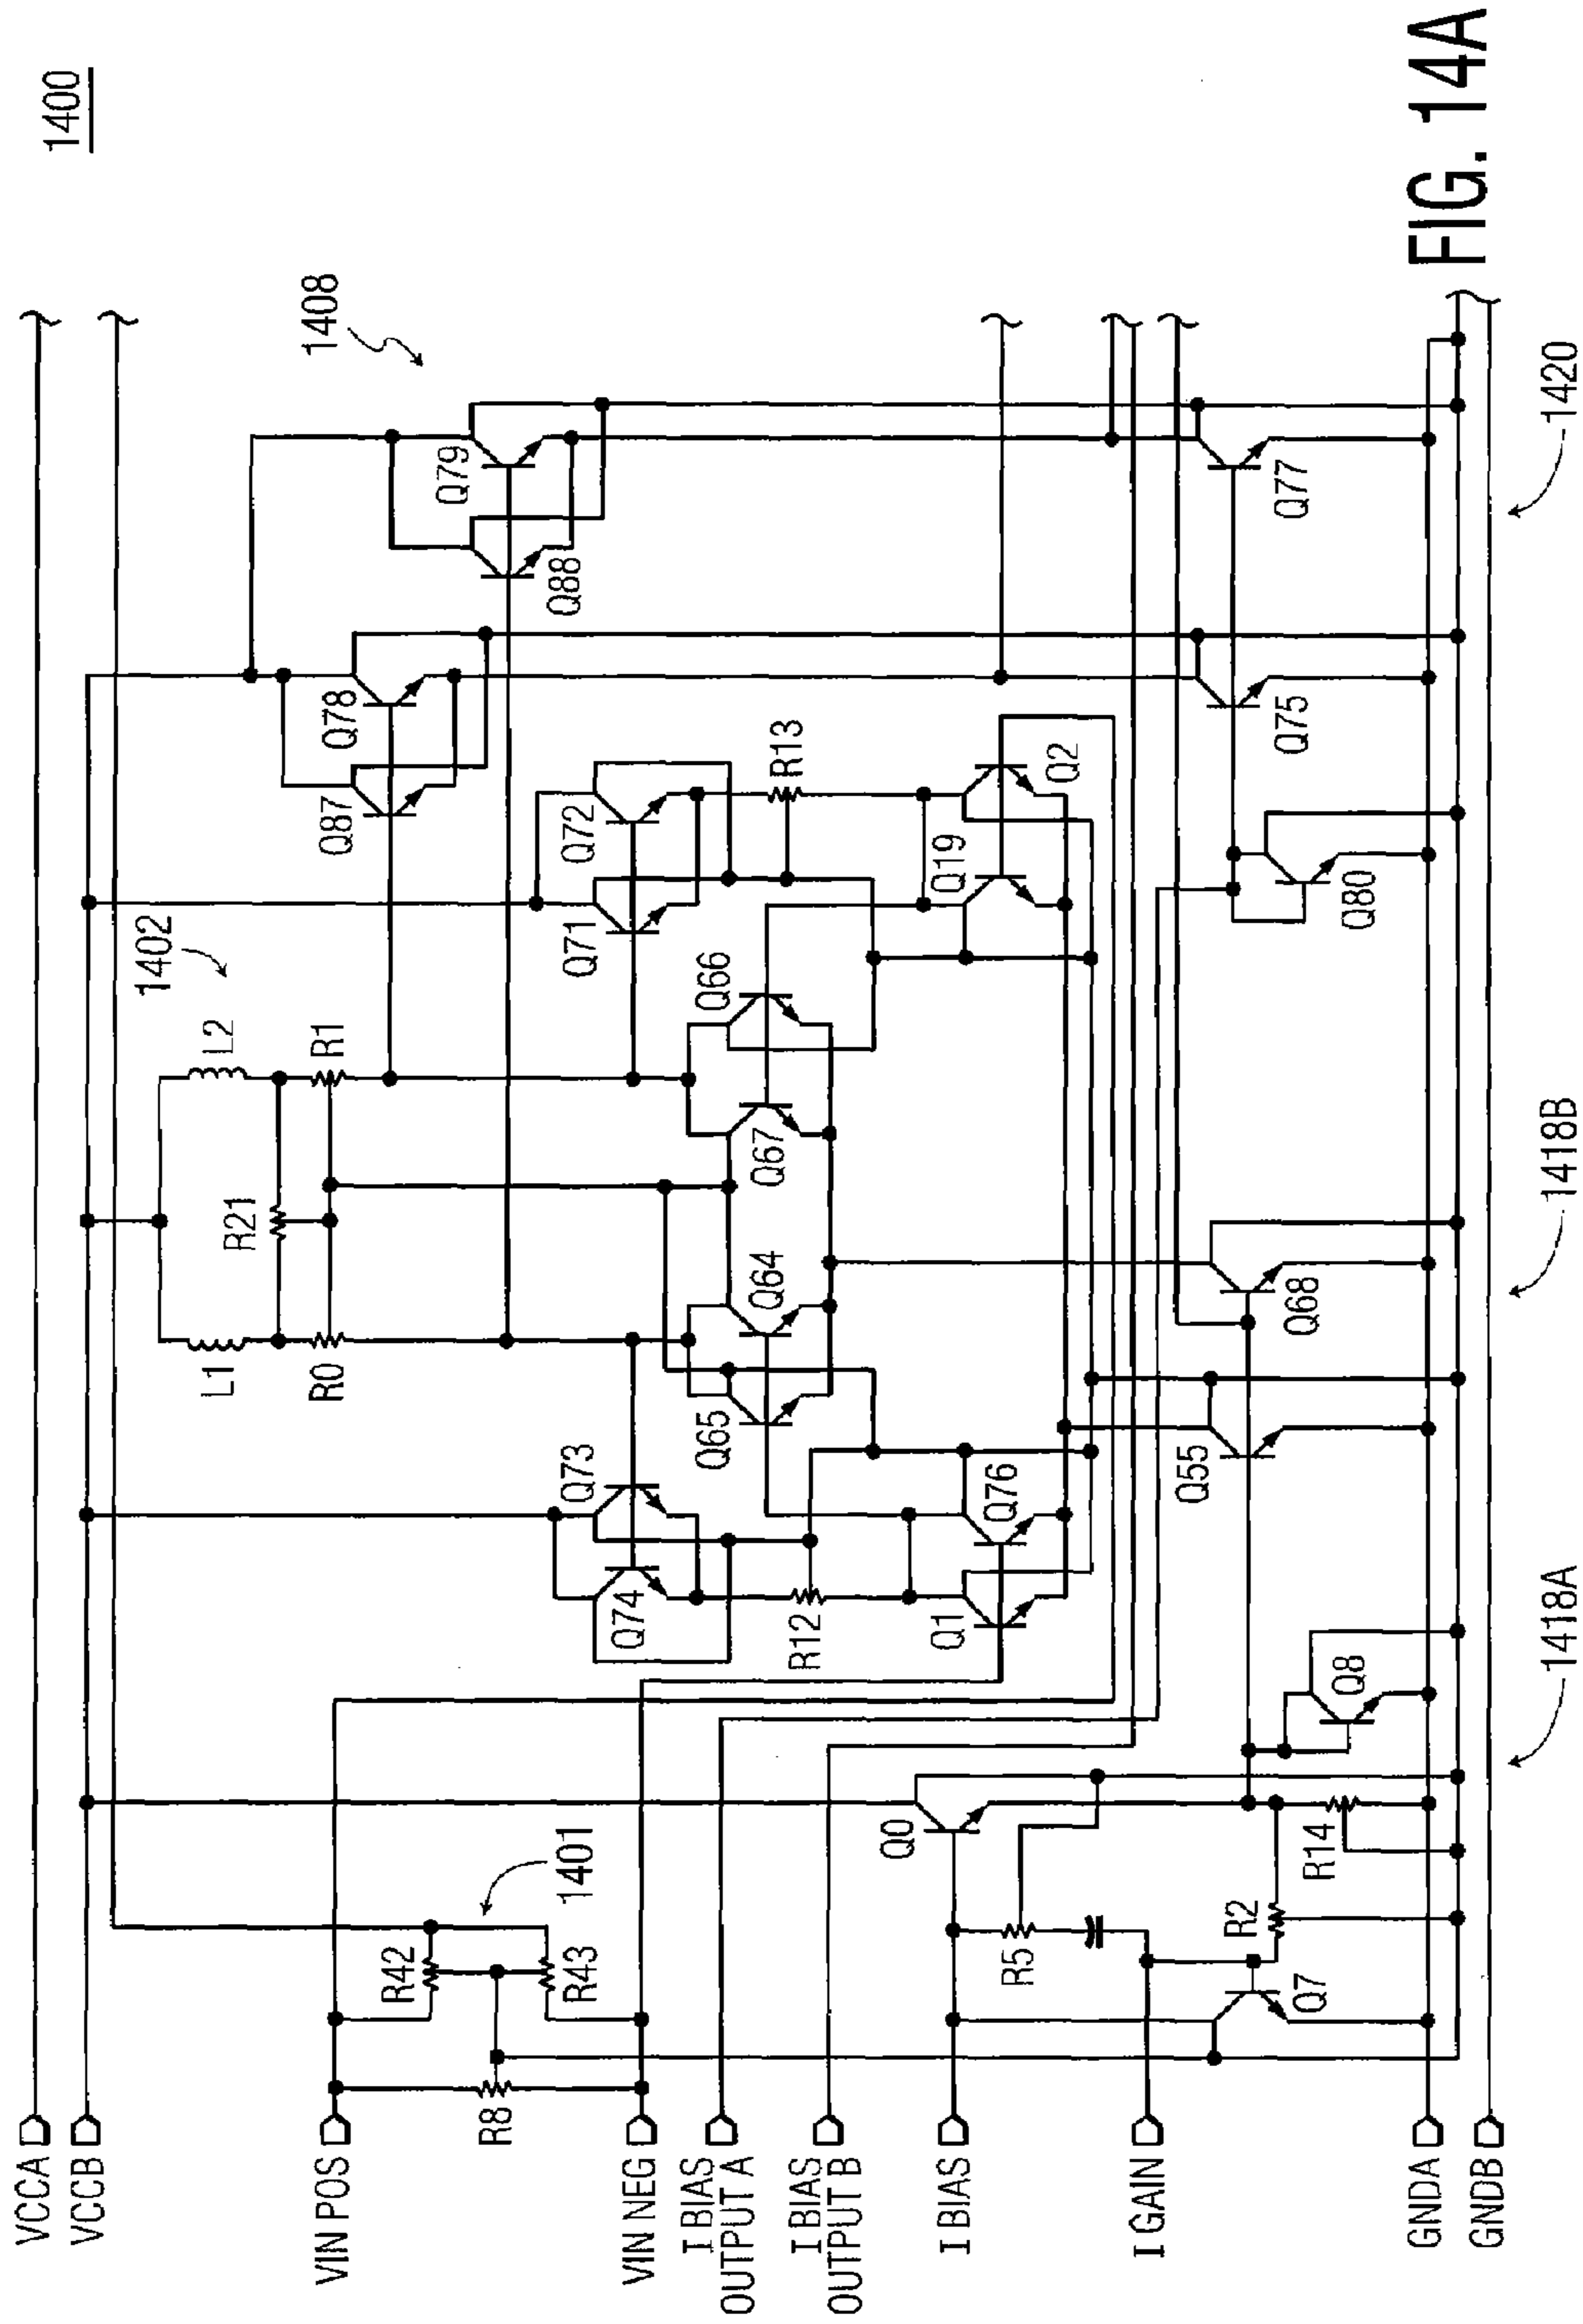 1400
VCCA
VCCB
VIN POS
R8
VIN NEG
I BIAS
OUTPUT A
I BIAS
OUTPUT B
I BIAS
I GAIN
GNDA
GNDB
R42
R43
1401
R5
Q7
R2
R14
Q0
Q8
1418A
L1
R0
R21
L2
R1
1402
Q74
Q73
R12
Q1
Q76
Q65
Q64
Q67
Q66
Q71
Q72
R13
Q19
Q2
Q55
Q68
1418B
Q87
Q78
Q88
Q79
1408
Q80
Q75
Q77
1420
FIG. 14A